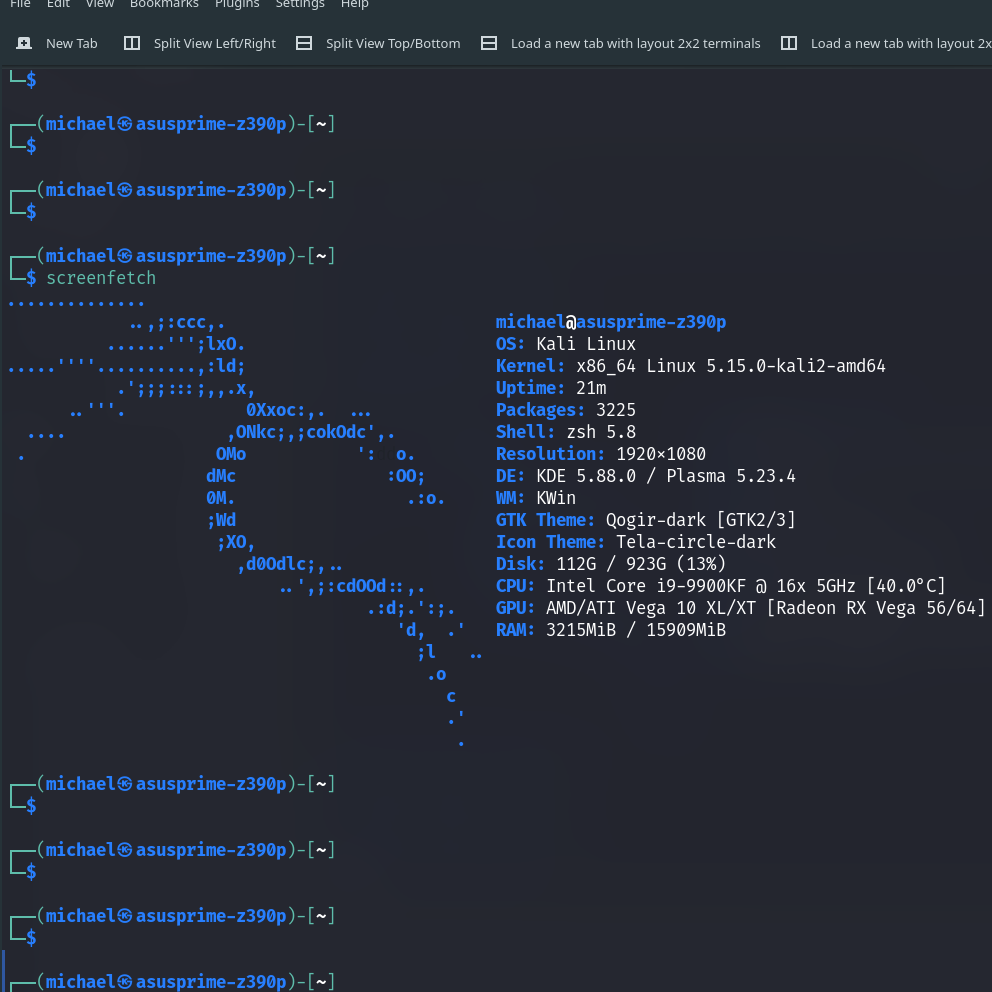 File Edit View Bookmarks Plugins Settings Help
New Tab Split View Left/Right Split View Top/Bottom Load a new tab with layout 2x2 terminals Load a new tab with layout 2x
└─$
┌──(michael㉿asusprime-z390p)-[~]
└─$
┌──(michael㉿asusprime-z390p)-[~]
└─$
┌──(michael㉿asusprime-z390p)-[~]
└─$ screenfetch
..............
..,;:ccc,. michael@asusprime-z390p
......''';lxO. OS: Kali Linux
.....''''..........,:ld; Kernel: x86_64 Linux 5.15.0-kali2-amd64
.';;;:::;,,.x, Uptime: 21m
..'''. 0Xxoc:,. ... Packages: 3225
.... ,ONkc;,;cokOdc',. Shell: zsh 5.8
. OMo ': o. Resolution: 1920×1080
dMc :OO; DE: KDE 5.88.0 / Plasma 5.23.4
0M. .:o. WM: KWin
;Wd GTK Theme: Qogir-dark [GTK2/3]
;XO, Icon Theme: Tela-circle-dark
,d0Odlc;,.. Disk: 112G / 923G (13%)
..',;:cdOOd::,. CPU: Intel Core i9-9900KF @ 16x 5GHz [40.0°C]
.:d;.':;. GPU: AMD/ATI Vega 10 XL/XT [Radeon RX Vega 56/64]
'd, .' RAM: 3215MiB / 15909MiB
;l ..
.o
c
.'
.
┌──(michael㉿asusprime-z390p)-[~]
└─$
┌──(michael㉿asusprime-z390p)-[~]
└─$
┌──(michael㉿asusprime-z390p)-[~]
└─$
┌──(michael㉿asusprime-z390p)-[~]